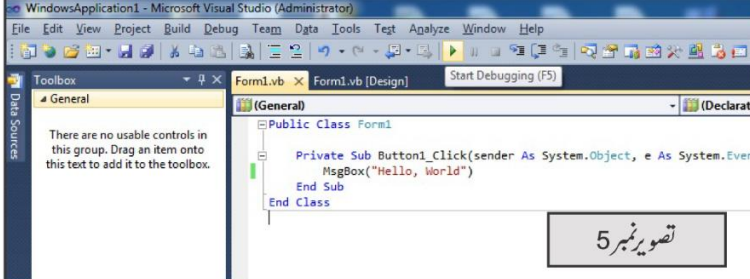 WindowsApplication1 - Microsoft Visual Studio (Administrator)
File Edit View Project Build Debug Team Data Tools Test Analyze Window Help
Start Debugging (F5)
Toolbox
Form1.vb Form1.vb [Design]
General
(General) (Declarat
Data Sources
There are no usable controls in
this group. Drag an item onto
this text to add it to the toolbox.
Public Class Form1
Private Sub Button1_Click(sender As System.Object, e As System.Even
MsgBox("Hello, World")
End Sub
End Class
تصویر نمبر 5